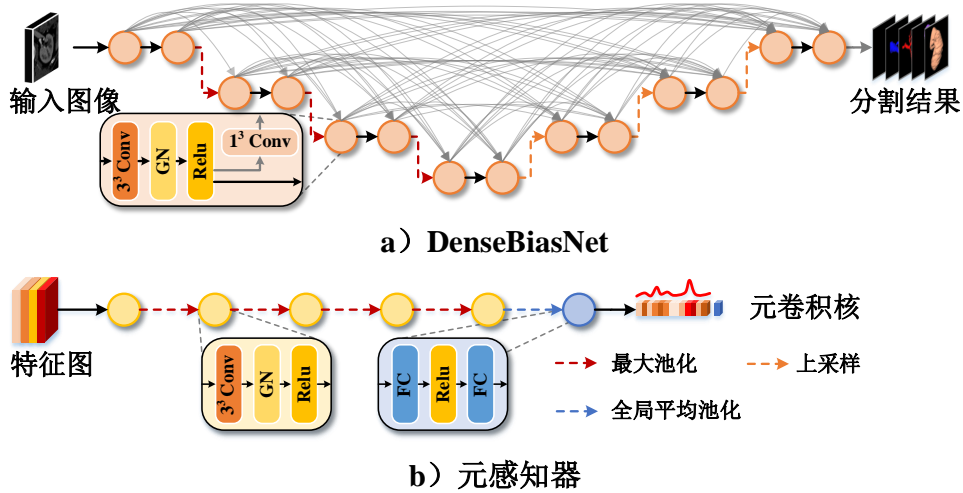 输入图像
分割结果
3³ Conv
GN
Relu
1³ Conv
a）DenseBiasNet
特征图
元卷积核
3³ Conv
GN
Relu
FC
Relu
FC
最大池化
上采样
全局平均池化
b）元感知器